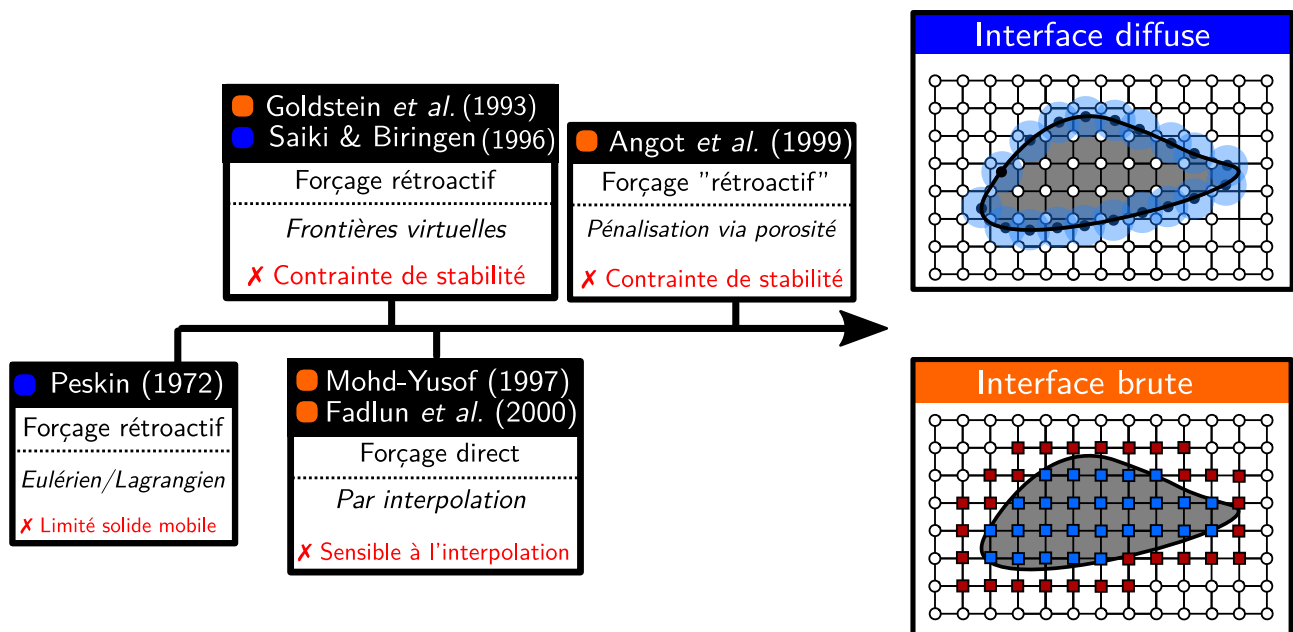 Interface diffuse
Goldstein et al. (1993)
Saiki & Biringen (1996)
Forçage rétroactif
Frontières virtuelles
✗ Contrainte de stabilité
Angot et al. (1999)
Forçage "rétroactif"
Pénalisation via porosité
✗ Contrainte de stabilité
Peskin (1972)
Forçage rétroactif
Eulérien/Lagrangien
✗ Limité solide mobile
Mohd-Yusof (1997)
Fadlun et al. (2000)
Forçage direct
Par interpolation
✗ Sensible à l'interpolation
Interface brute